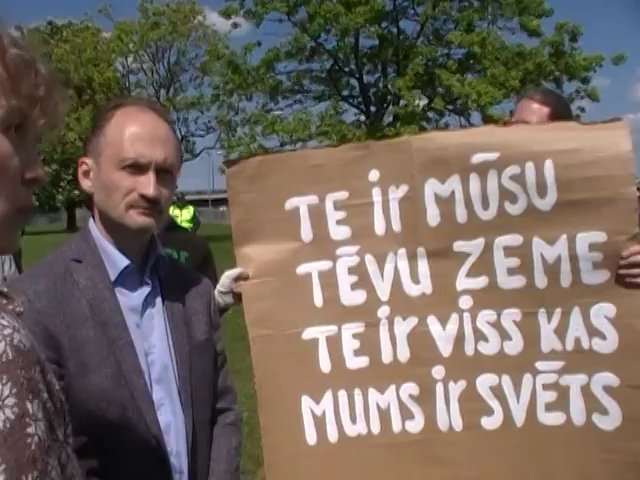 TE ir MŪSU
TĒVU ZEME
TE ir VISS KAS
MUMS ir SVĒTS